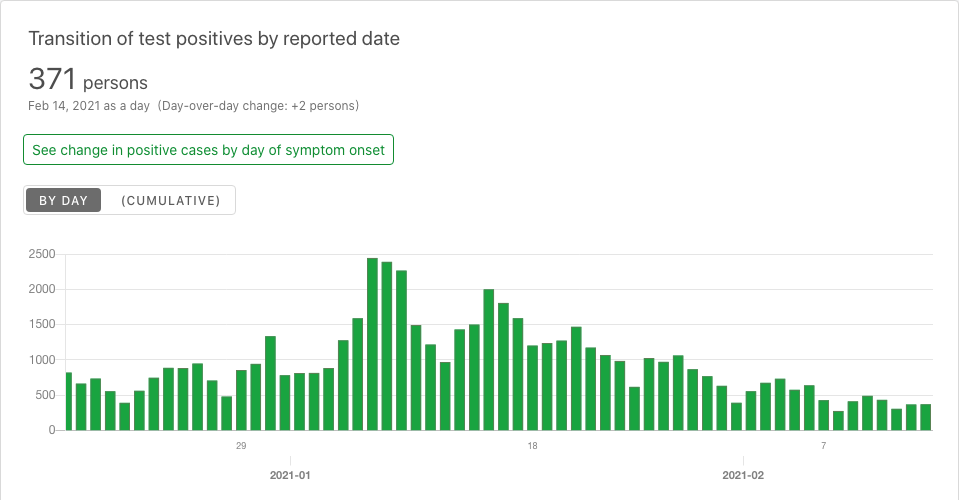 Transition of test positives by reported date
371 persons
Feb 14, 2021 as a day (Day-over-day change: +2 persons)
See change in positive cases by day of symptom onset
BY DAY (CUMULATIVE)
2500
2000
1500
1000
500
0
29 18 7
2021-01 2021-02